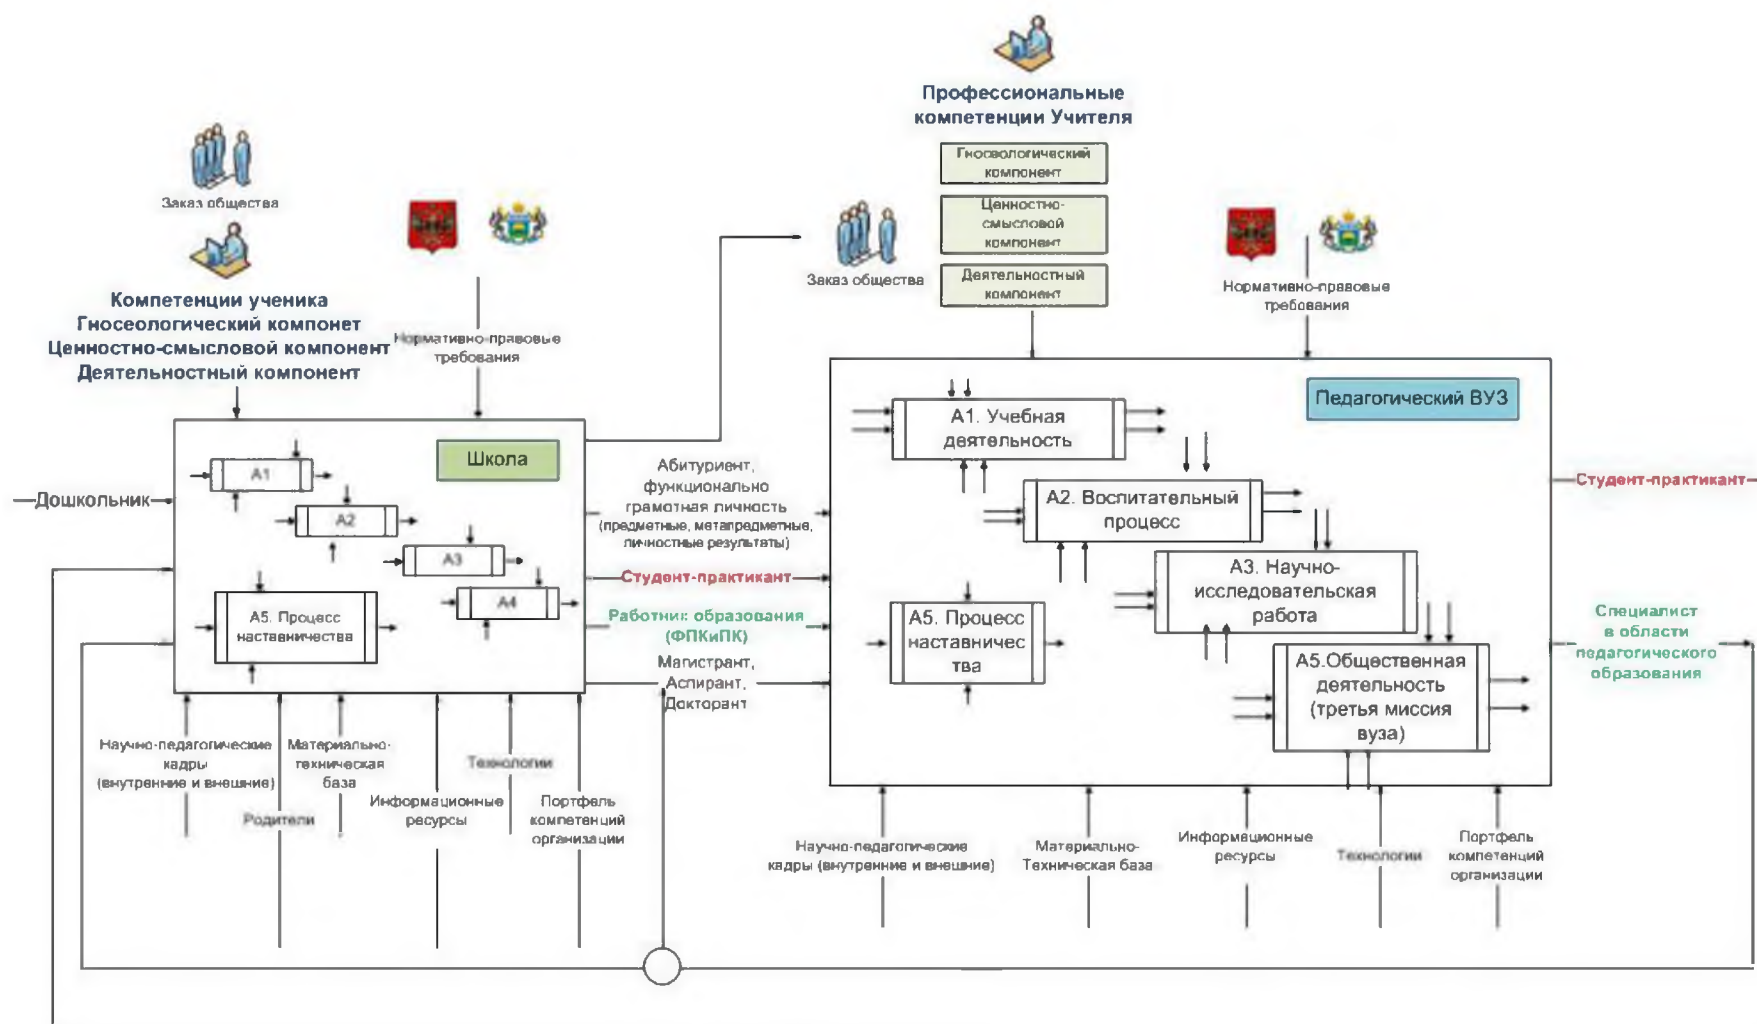 Профессиональные
компетенции Учителя
Гносеологический
компонент
Ценностно-
смысловой
компонент
Деятельностный
компонент
Заказ общества
Компетенции ученика
Гносеологический компонет
Ценностно-смысловой компонент
Деятельностный компонент
Нормативно-правовые
требования
Заказ общества
Нормативно-правовые
требования
Дошкольник
Школа
А1
А2
А3
А4
А5. Процесс
наставничества
Абитуриент,
функционально
грамотная личность
(предметные, метапредметные,
личностные результаты)
Студент-практикант
Работник образования
(ФПКиПК)
Магистрант,
Аспирант,
Докторант
Педагогический ВУЗ
А1. Учебная
деятельность
А2. Воспитательный
процесс
А3. Научно-
исследовательская
работа
А5. Процесс
наставничес
тва
А5.Общественная
деятельность
(третья миссия
вуза)
Студент-практикант
Специалист
в области
педагогического
образования
Научно-педагогические
кадры
(внутренние и внешние)
Родители
Материально-
техническая
база
Информационные
ресурсы
Технологии
Портфель
компетенций
организации
Научно-педагогические
кадры (внутренние и внешние)
Материально-
Техническая база
Информационные
ресурсы
Технологии
Портфель
компетенций
организации